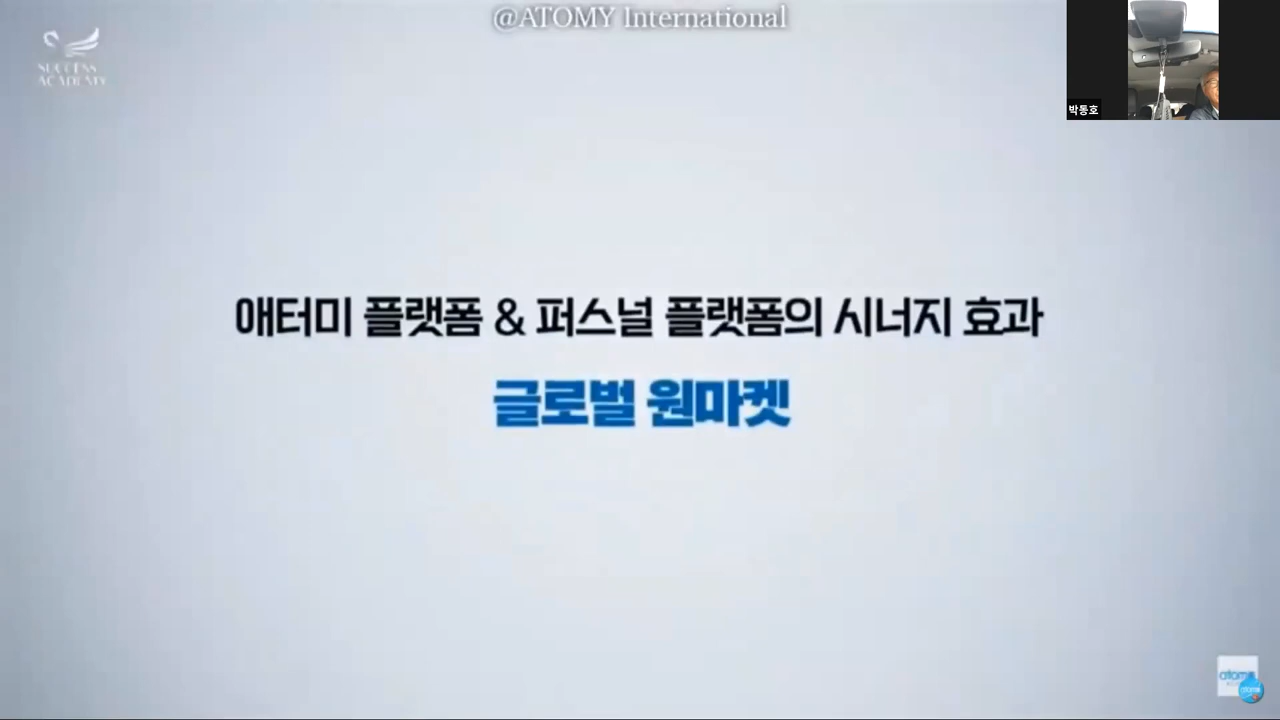 @ATOMY International
SUCCESS
ACADEMY
박동호
애터미 플랫폼 & 퍼스널 플랫폼의 시너지 효과
글로벌 원마켓
atomy
atomy